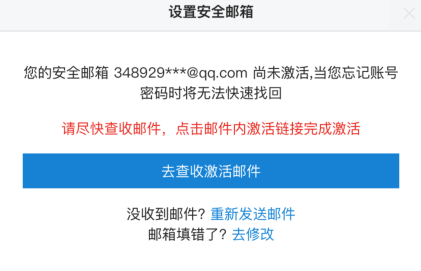 设置安全邮箱
您的安全邮箱 348929***@qq.com 尚未激活,当您忘记账号
密码时将无法快速找回
请尽快查收邮件，点击邮件内激活链接完成激活
去查收激活邮件
没收到邮件? 重新发送邮件
邮箱填错了? 去修改